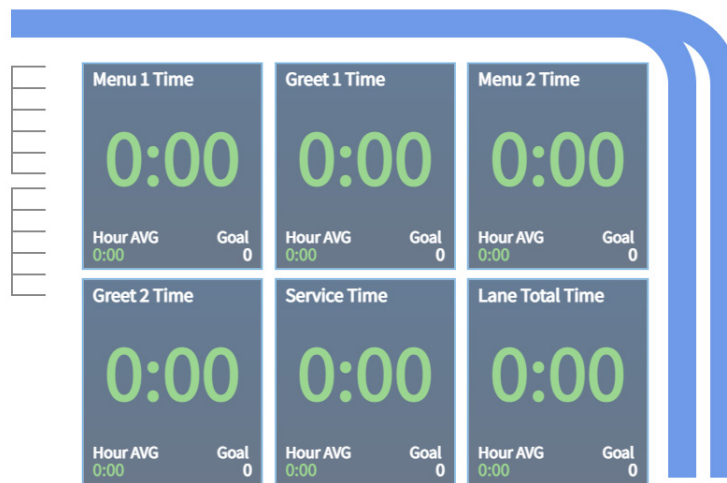 Menu 1 Time
Greet 1 Time
Menu 2 Time
0:00
0:00
0:00
Hour AVG Goal
0:00 0
Hour AVG Goal
0:00 0
Hour AVG Goal
0:00 0
Greet 2 Time
Service Time
Lane Total Time
0:00
0:00
0:00
Hour AVG Goal
0:00 0
Hour AVG Goal
0:00 0
Hour AVG Goal
0:00 0